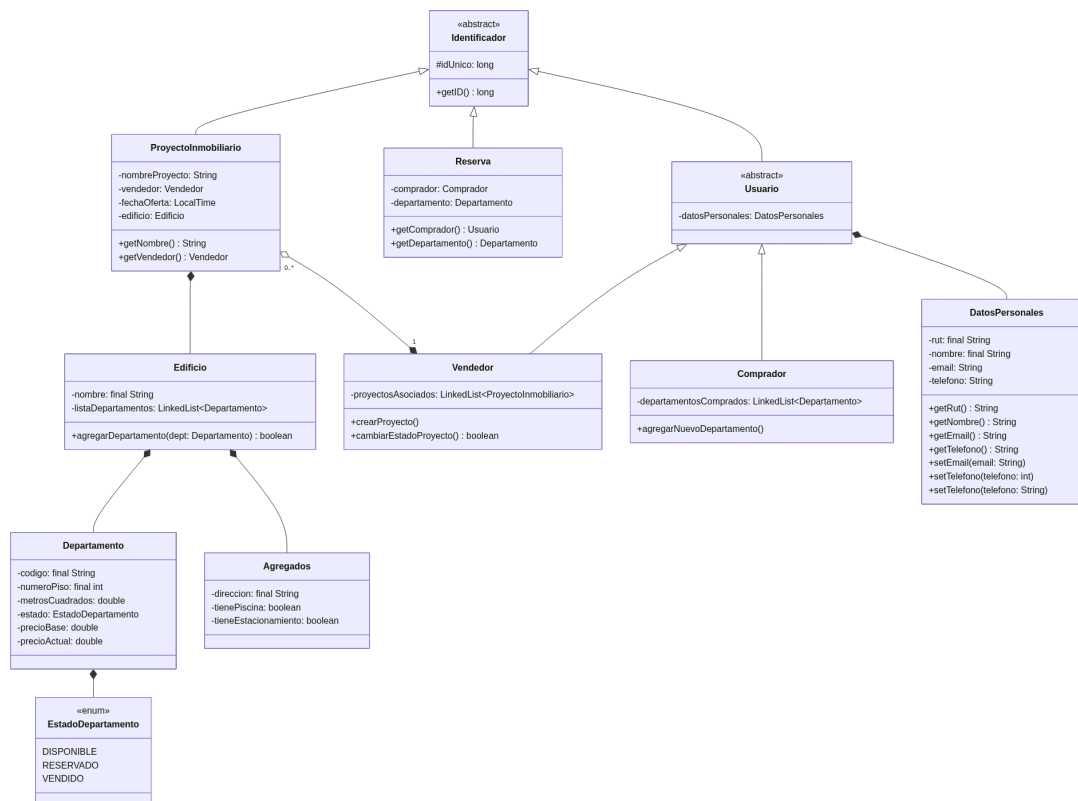 «abstract»
Identificador
#idUnico: long
+getID() : long
ProyectoInmobiliario
-nombreProyecto: String
-vendedor: Vendedor
-fechaOferta: LocalTime
-edificio: Edificio
+getNombre() : String
+getVendedor() : Vendedor
Reserva
-comprador: Comprador
-departamento: Departamento
+getComprador() : Usuario
+getDepartamento() : Departamento
«abstract»
Usuario
-datosPersonales: DatosPersonales
0..*
1
Edificio
-nombre: final String
-listaDepartamentos: LinkedList<Departamento>
+agregarDepartamento(dept: Departamento) : boolean
Vendedor
-proyectosAsociados: LinkedList<ProyectoInmobiliario>
+crearProyecto()
+cambiarEstadoProyecto() : boolean
Comprador
-departamentosComprados: LinkedList<Departamento>
+agregarNuevoDepartamento()
DatosPersonales
-rut: final String
-nombre: final String
-email: String
-telefono: String
+getRut() : String
+getNombre() : String
+getEmail() : String
+getTelefono() : String
+setEmail(email: String)
+setTelefono(telefono: int)
+setTelefono(telefono: String)
Departamento
-codigo: final String
-numeroPiso: final int
-metrosCuadrados: double
-estado: EstadoDepartamento
-precioBase: double
-precioActual: double
Agregados
-direccion: final String
-tienePiscina: boolean
-tieneEstacionamiento: boolean
«enum»
EstadoDepartamento
DISPONIBLE
RESERVADO
VENDIDO